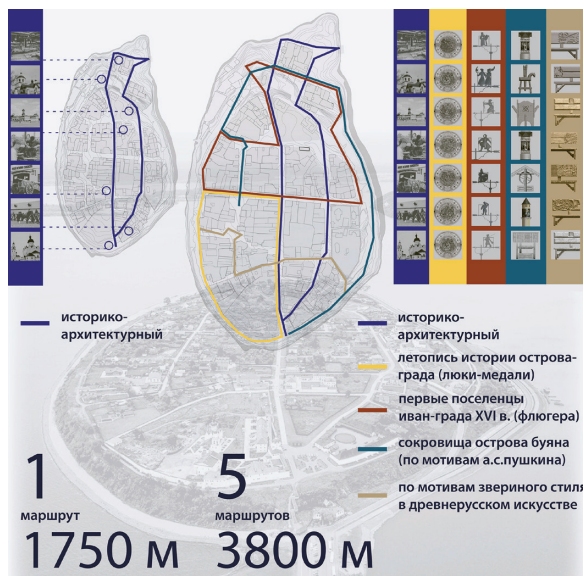 историко-
архитектурный
историко-
архитектурный
летопись истории острова-
града (люки-медали)
первые поселенцы
иван-града XVI в. (флюгера)
сокровища острова буяна
(по мотивам а.с.пушкина)
по мотивам звериного стиля
в древнерусском искусстве
1
маршрут
1750 м
5
маршрутов
3800 м